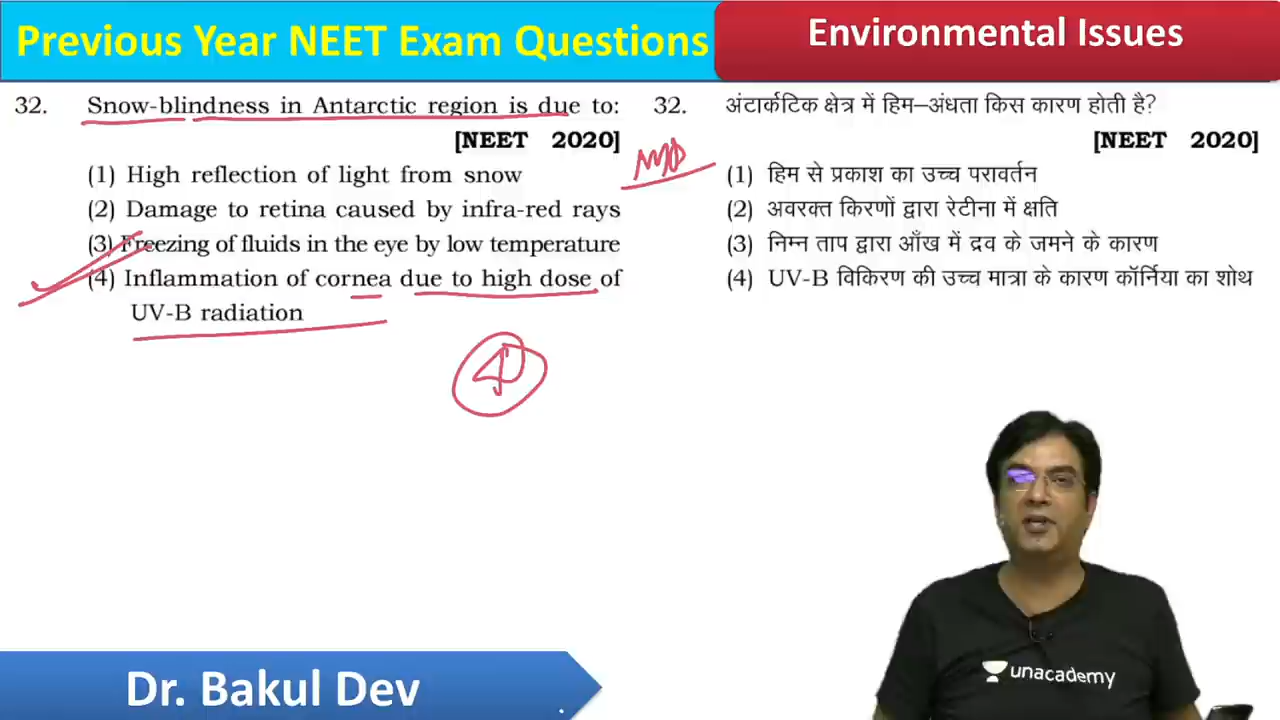 Previous Year NEET Exam Questions
Environmental Issues
32. Snow-blindness in Antarctic region is due to:
[NEET 2020]
(1) High reflection of light from snow
(2) Damage to retina caused by infra-red rays
(3) Freezing of fluids in the eye by low temperature
(4) Inflammation of cornea due to high dose of
UV-B radiation
4
32. अंटार्कटिक क्षेत्र में हिम–अंधता किस कारण होती है?
[NEET 2020]
(1) हिम से प्रकाश का उच्च परावर्तन
(2) अवरक्त किरणों द्वारा रेटीना में क्षति
(3) निम्न ताप द्वारा आँख में द्रव के जमने के कारण
(4) UV-B विकिरण की उच्च मात्रा के कारण कॉर्निया का शोथ
unacademy
Dr. Bakul Dev